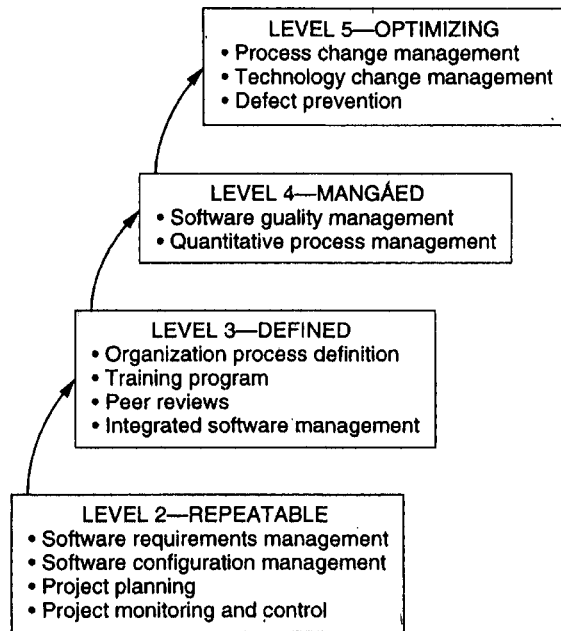 LEVEL 5—OPTIMIZING
• Process change management
• Technology change management
• Defect prevention
LEVEL 4—MANGÁED
• Software guality management
• Quantitative process management
LEVEL 3—DEFINED
• Organization process definition
• Training program
• Peer reviews
• Integrated software management
LEVEL 2—REPEATABLE
• Software requirements management
• Software configuration management
• Project planning
• Project monitoring and control